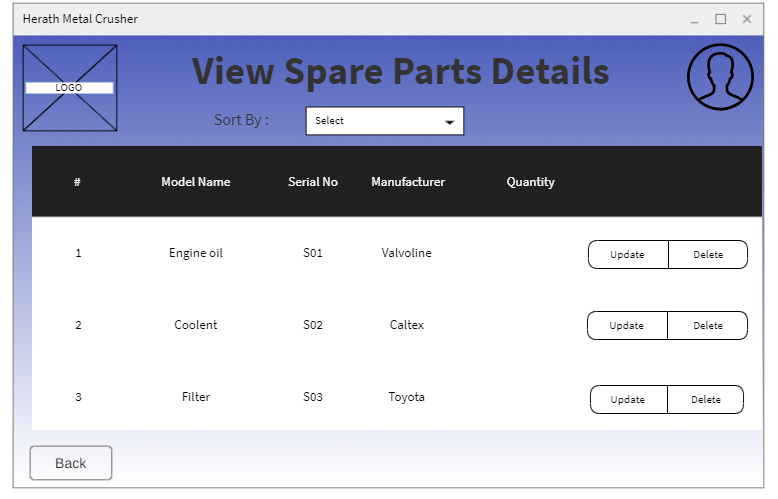 Herath Metal Crusher
LOGO
View Spare Parts Details
Sort By : Select
# Model Name Serial No Manufacturer Quantity
1 Engine oil S01 Valvoline Update Delete
2 Coolent S02 Caltex Update Delete
3 Filter S03 Toyota Update Delete
Back